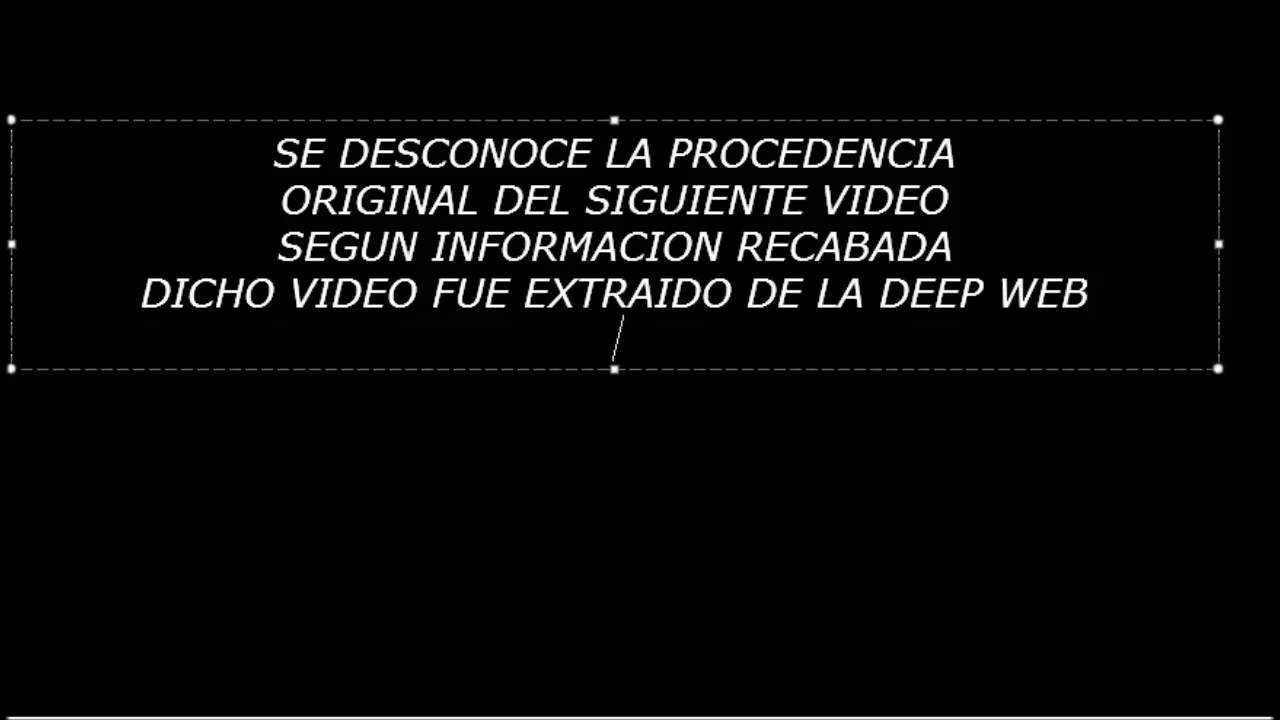 SE DESCONOCE LA PROCEDENCIA
ORIGINAL DEL SIGUIENTE VIDEO
SEGUN INFORMACION RECABADA
DICHO VIDEO FUE EXTRAIDO DE LA DEEP WEB